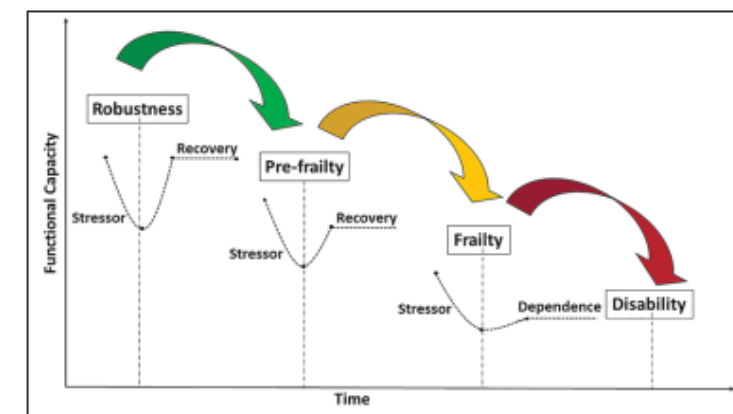 Robustness
Recovery
Stressor
Pre-frailty
Recovery
Stressor
Frailty
Stressor
Dependence
Disability
Functional Capacity
Time